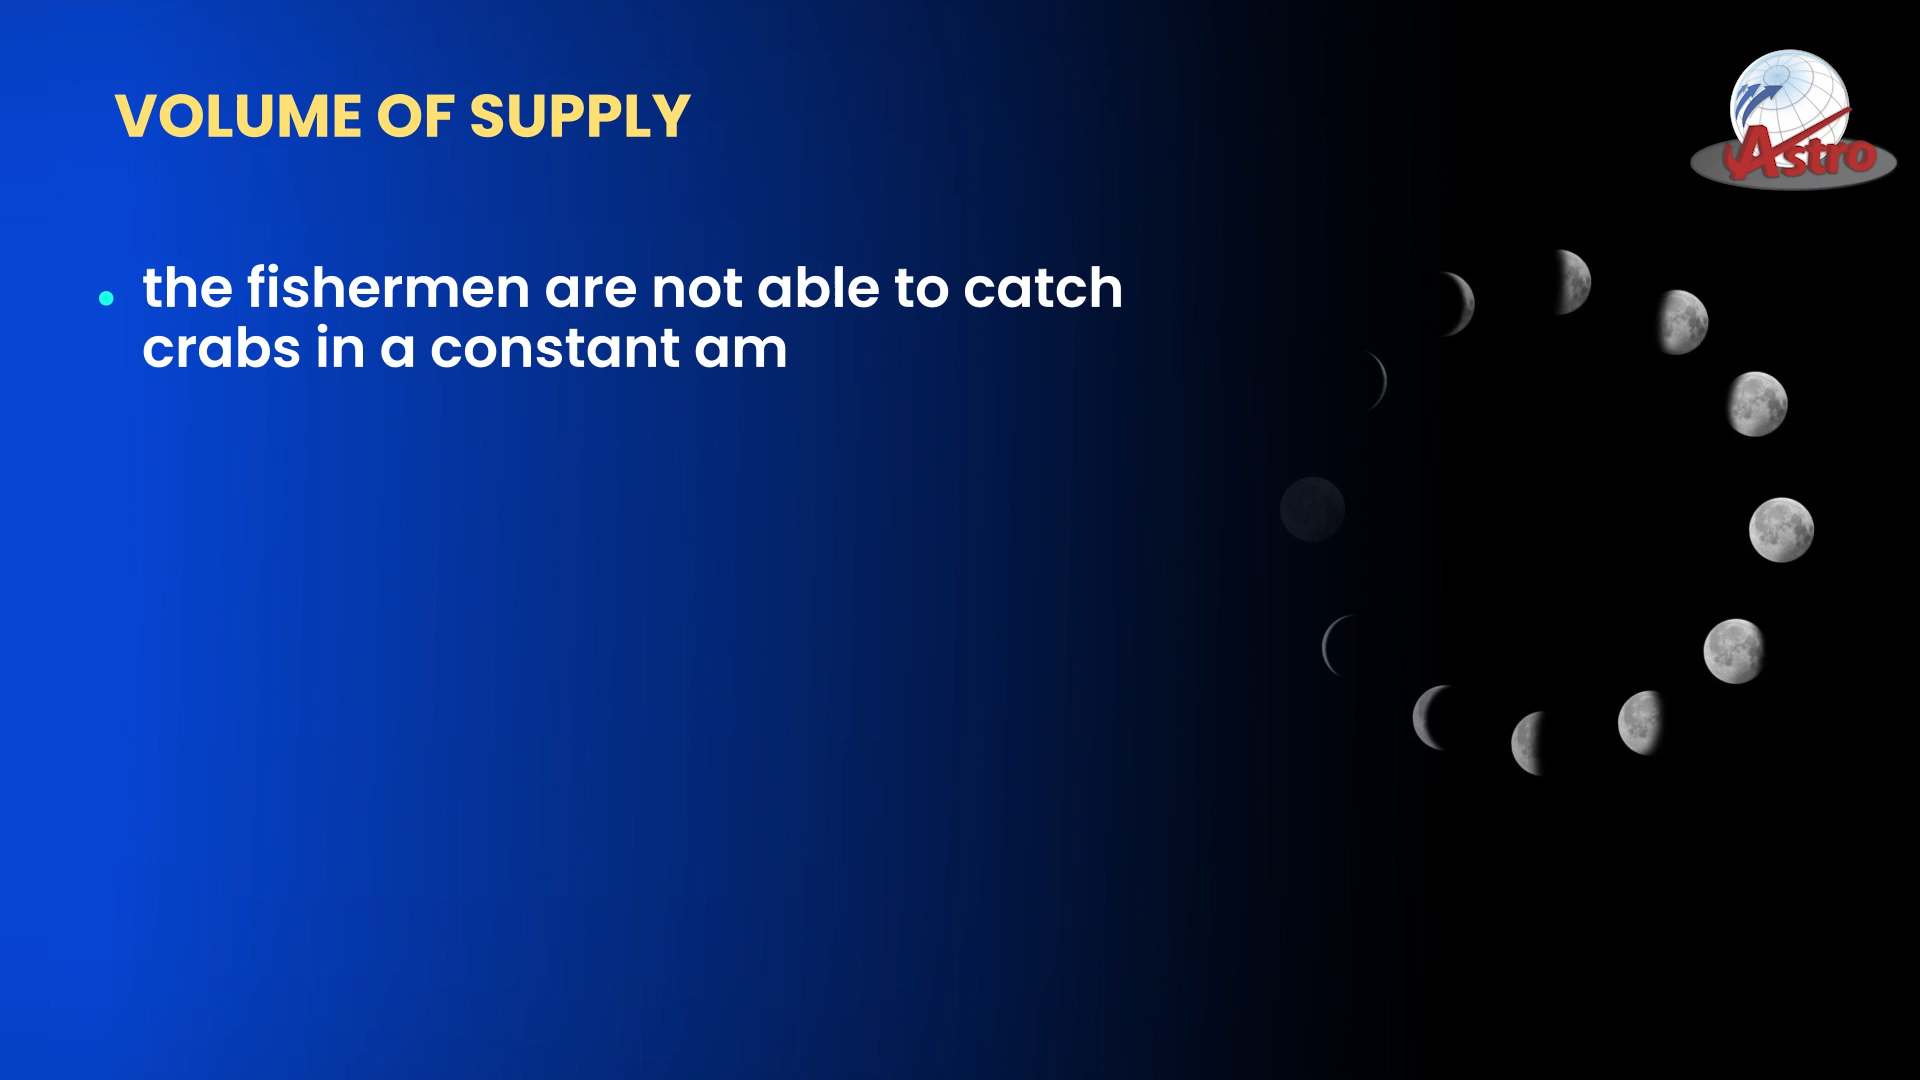 VOLUME OF SUPPLY
Astro
the fishermen are not able to catch
crabs in a constant am